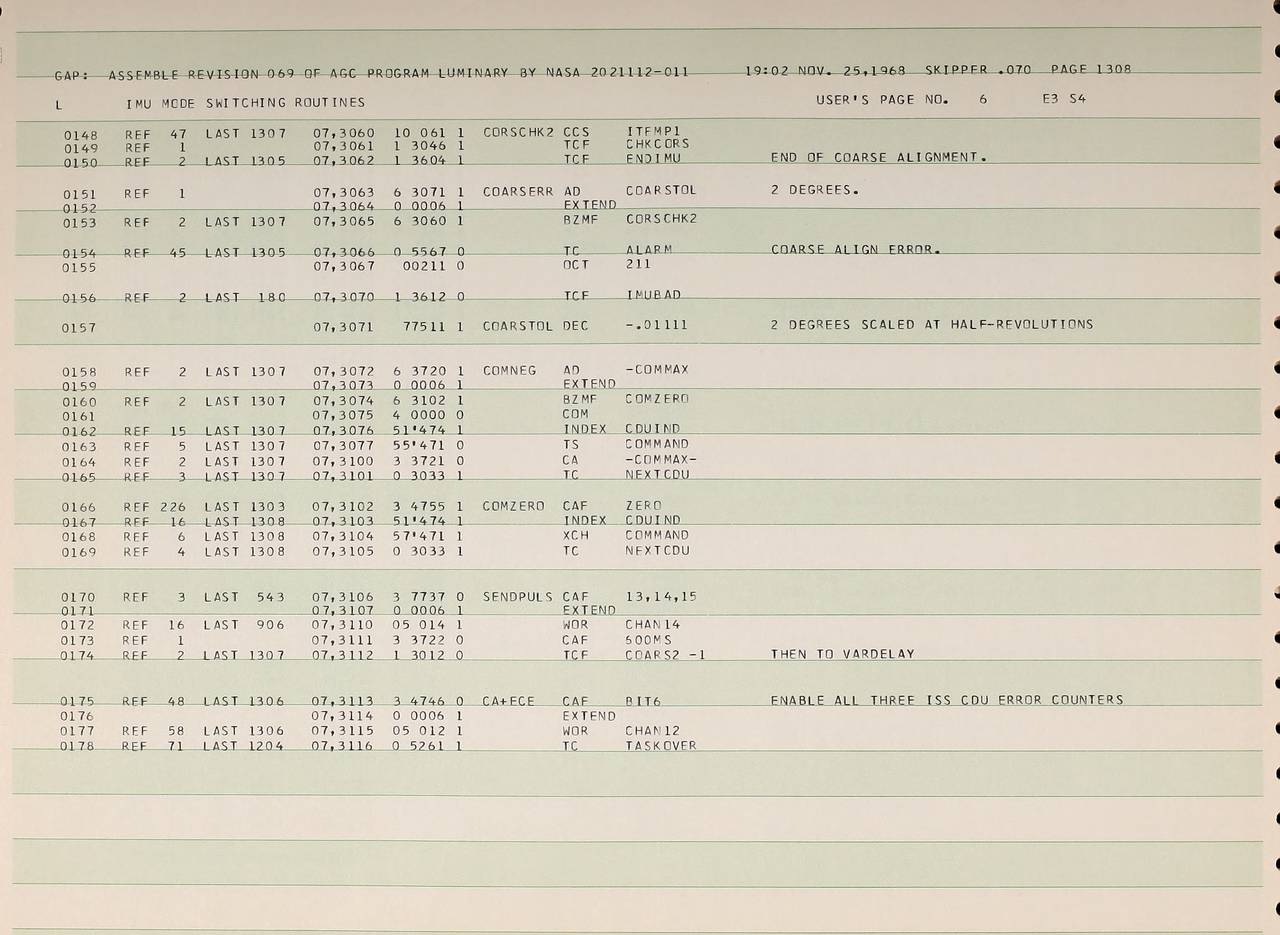 GAP: ASSEMBLE REVISION 069 OF AGC PROGRAM LUMINARY BY NASA 2021112-011 19:02 NOV. 25,1968 SKIPPER .070 PAGE 1308
L IMU MODE SWITCHING ROUTINES USER'S PAGE NO. 6 E3 S4
0148 REF 47 LAST 1307 07,3060 10 061 1 CORSCHK2 CCS ITEMP1
0149 REF 1 07,3061 1 3046 1 TCF CHKCORS
0150 REF 2 LAST 1305 07,3062 1 3604 1 TCF ENDIMU END OF COARSE ALIGNMENT.
0151 REF 1 07,3063 6 3071 1 COARSERR AD COARSTOL 2 DEGREES.
0152 07,3064 0 0006 1 EXTEND
0153 REF 2 LAST 1307 07,3065 6 3060 1 BZMF CORSCHK2
0154 REF 45 LAST 1305 07,3066 0 5567 0 TC ALARM COARSE ALIGN ERROR.
0155 07,3067 00211 0 OCT 211
0156 REF 2 LAST 180 07,3070 1 3612 0 TCF IMUBAD
0157 07,3071 77511 1 COARSTOL DEC -.01111 2 DEGREES SCALED AT HALF-REVOLUTIONS
0158 REF 2 LAST 1307 07,3072 6 3720 1 COMNEG AD -COMMAX
0159 07,3073 0 0006 1 EXTEND
0160 REF 2 LAST 1307 07,3074 6 3102 1 BZMF COMZERO
0161 07,3075 4 0000 0 COM
0162 REF 15 LAST 1307 07,3076 51'474 1 INDEX CDUIND
0163 REF 5 LAST 1307 07,3077 55'471 0 TS COMMAND
0164 REF 2 LAST 1307 07,3100 3 3721 0 CA -COMMAX-
0165 REF 3 LAST 1307 07,3101 0 3033 1 TC NEXTCDU
0166 REF 226 LAST 1303 07,3102 3 4755 1 COMZERO CAF ZERO
0167 REF 16 LAST 1308 07,3103 51'474 1 INDEX CDUIND
0168 REF 6 LAST 1308 07,3104 57'471 1 XCH COMMAND
0169 REF 4 LAST 1308 07,3105 0 3033 1 TC NEXTCDU
0170 REF 3 LAST 543 07,3106 3 7737 0 SENDPULS CAF 13,14,15
0171 07,3107 0 0006 1 EXTEND
0172 REF 16 LAST 906 07,3110 05 014 1 WOR CHAN14
0173 REF 1 07,3111 3 3722 0 CAF 600MS
0174 REF 2 LAST 1307 07,3112 1 3012 0 TCF COARS2 -1 THEN TO VARDELAY
0175 REF 48 LAST 1306 07,3113 3 4746 0 CA+ECE CAF BIT6 ENABLE ALL THREE ISS CDU ERROR COUNTERS
0176 07,3114 0 0006 1 EXTEND
0177 REF 58 LAST 1306 07,3115 05 012 1 WOR CHAN12
0178 REF 71 LAST 1204 07,3116 0 5261 1 TC TASKOVER